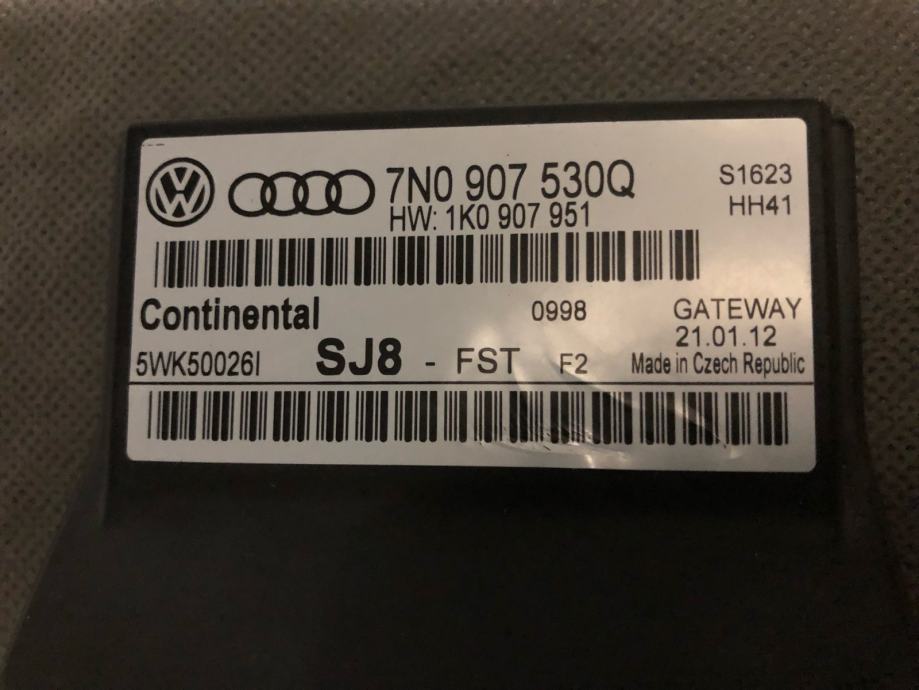 7N0 907 530Q S1623
HW: 1K0 907 951 HH41
Continental 0998 GATEWAY
21.01.12
5WK50026I SJ8 - FST F2 Made in Czech Republic